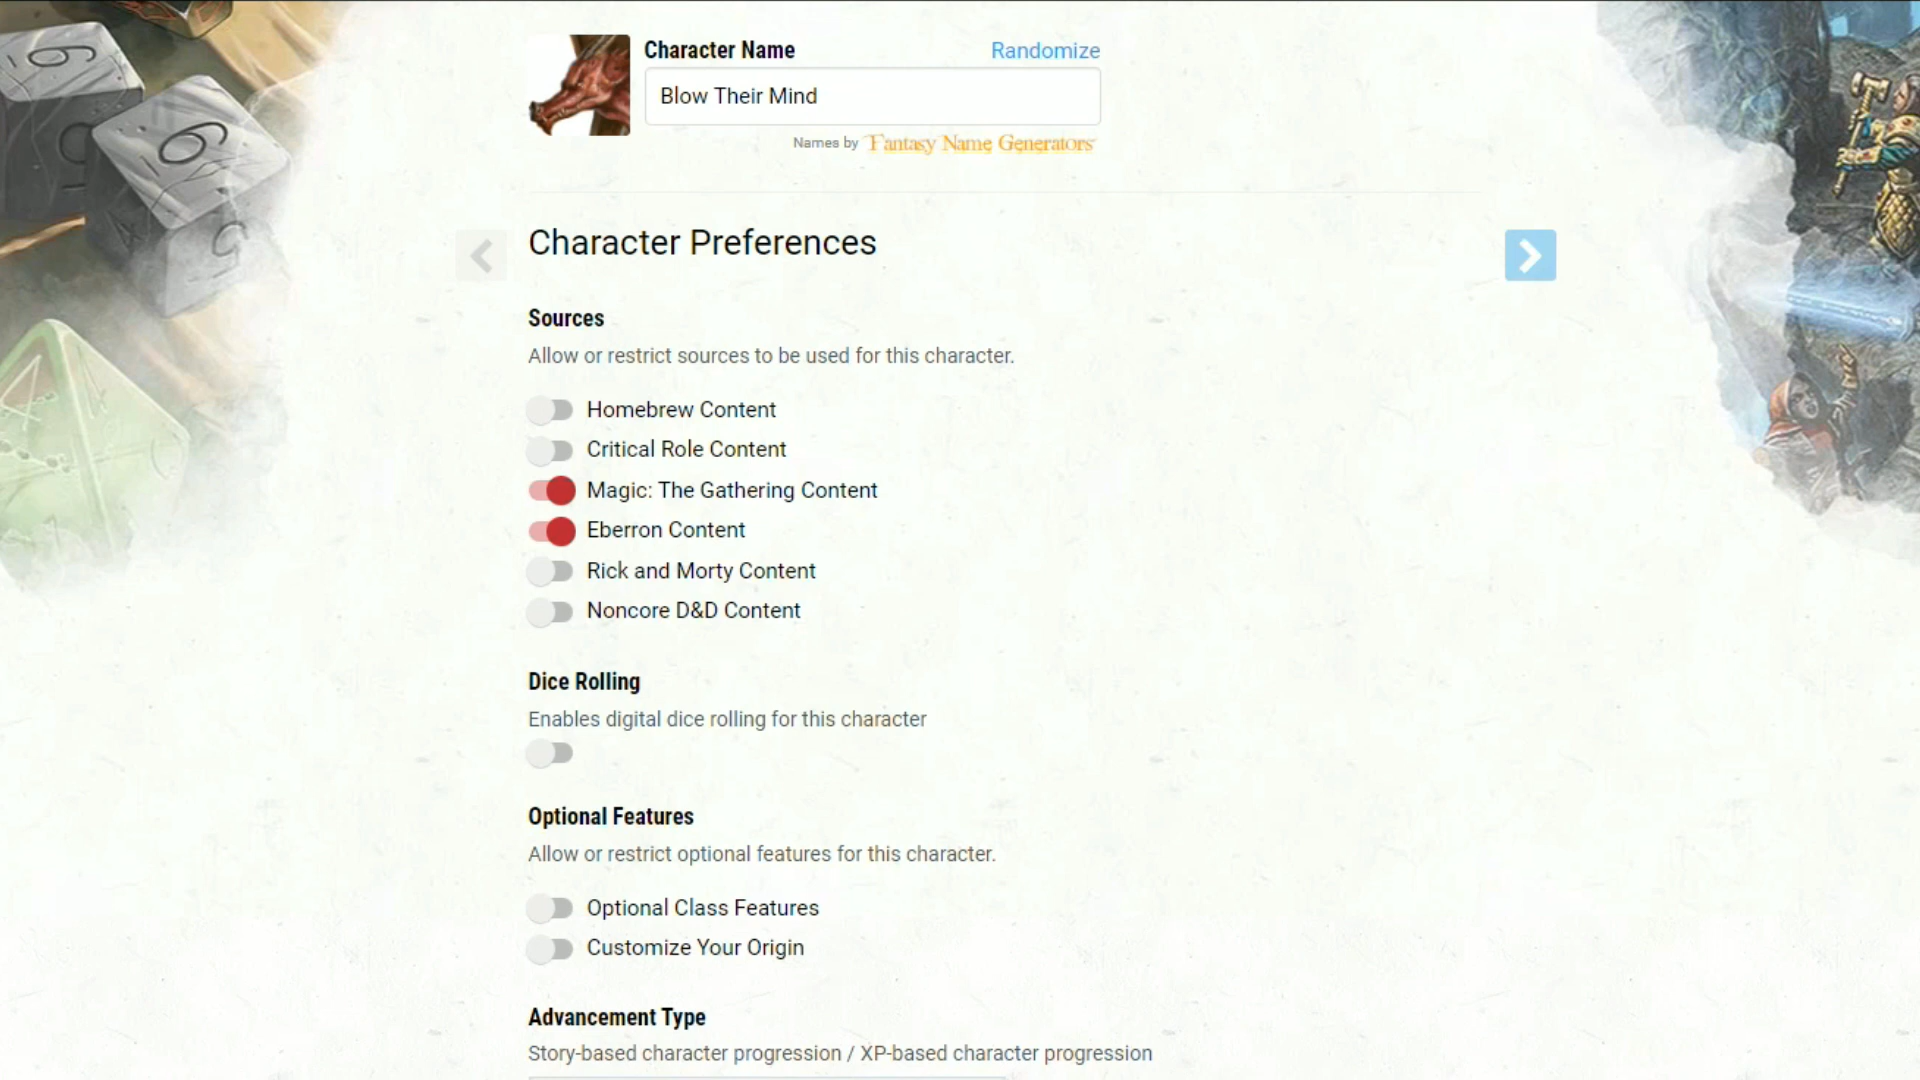 Character Name
Randomize
Blow Their Mind
Names by Fantasy Name Generators
Character Preferences
Sources
Allow or restrict sources to be used for this character.
Homebrew Content
Critical Role Content
Magic: The Gathering Content
Eberron Content
Rick and Morty Content
Noncore D&D Content
Dice Rolling
Enables digital dice rolling for this character
Optional Features
Allow or restrict optional features for this character.
Optional Class Features
Customize Your Origin
Advancement Type
Story-based character progression / XP-based character progression